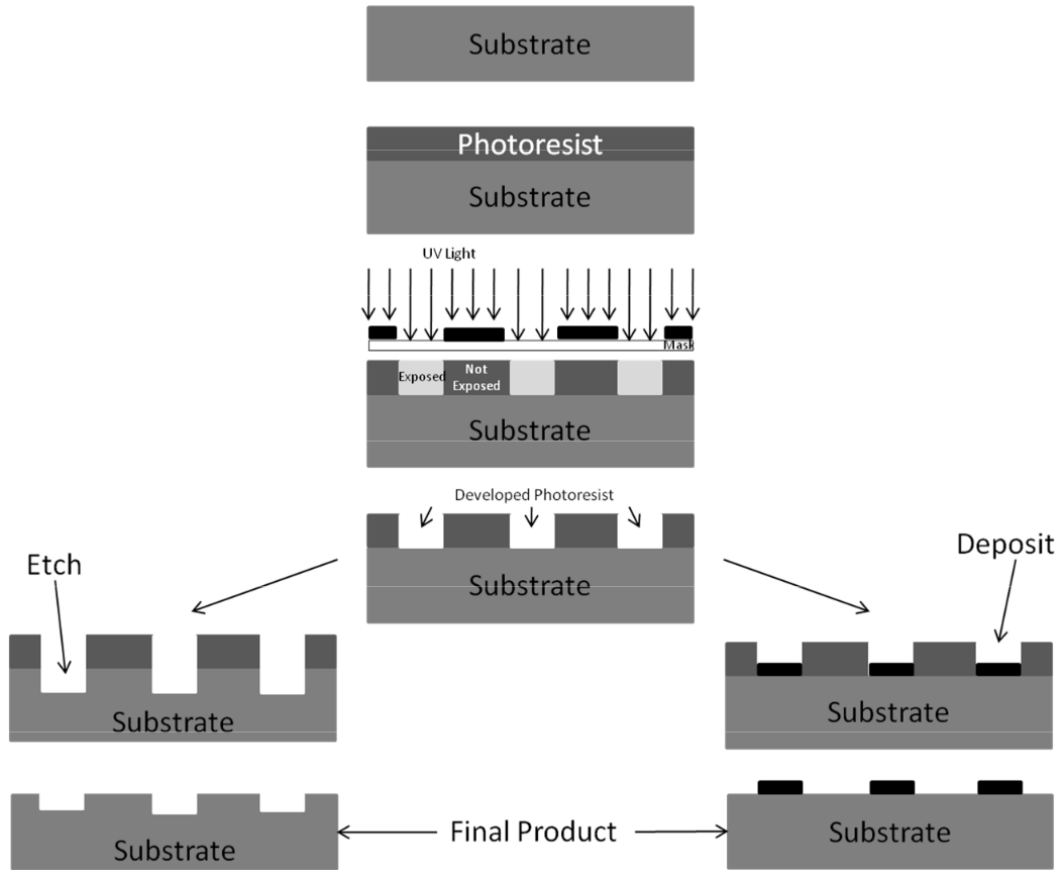 Substrate
Photoresist
Substrate
UV Light
Mask
Exposed
Not
Exposed
Substrate
Developed Photoresist
Substrate
Etch
Deposit
Substrate
Substrate
Substrate
Final Product
Substrate